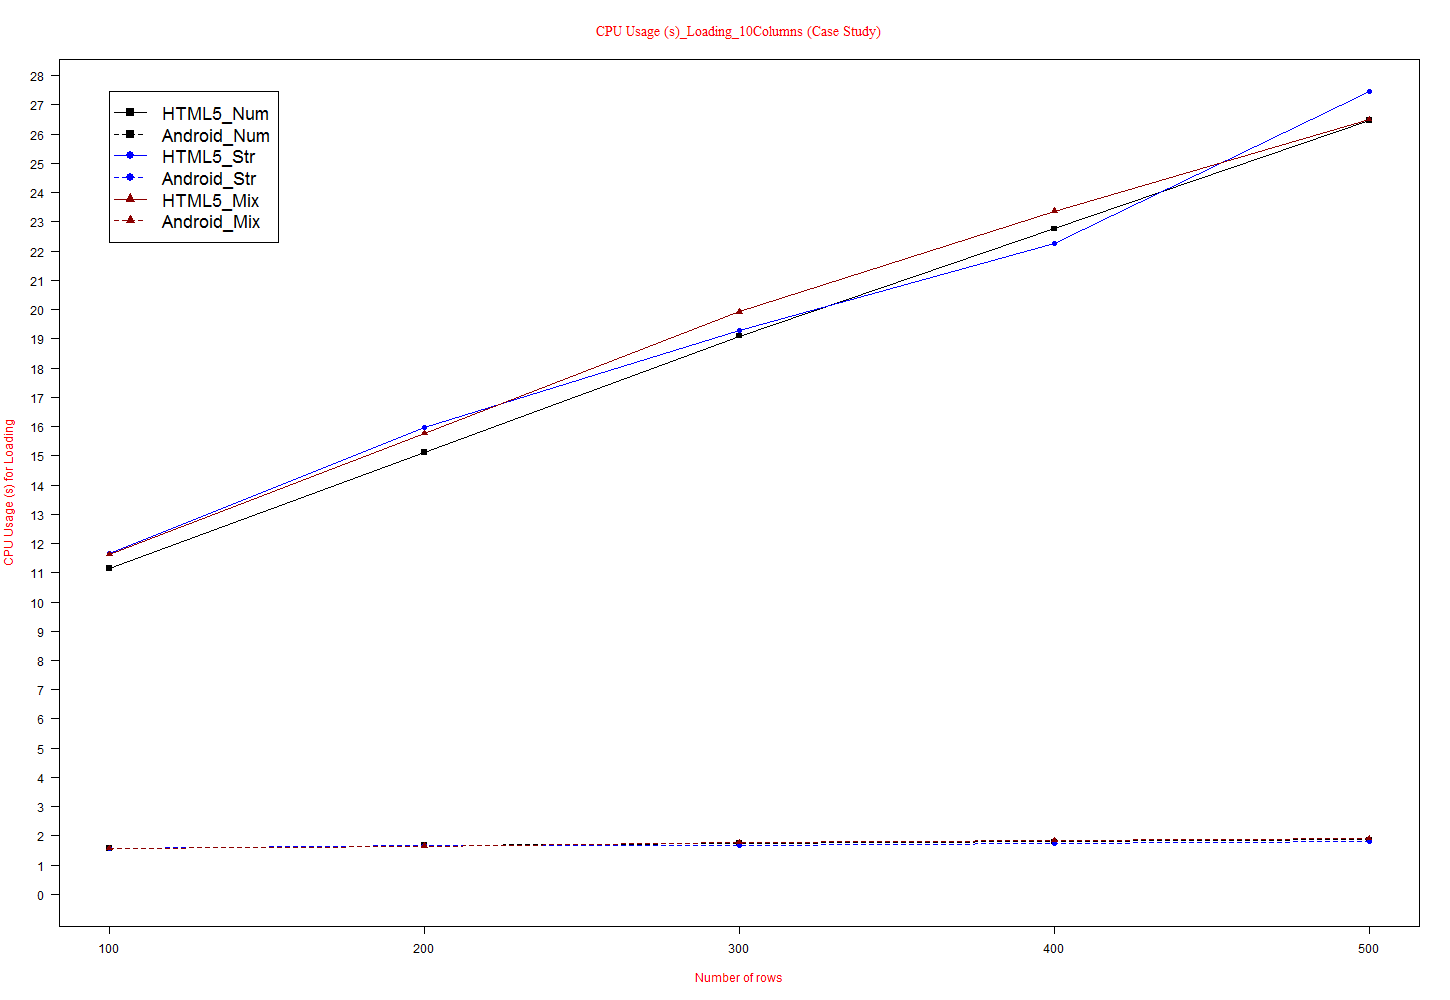 CPU Usage (s)_Loading_10Columns (Case Study)
28
27
26
25
24
23
22
21
20
19
18
17
16
15
14
13
12
11
10
9
8
7
6
5
4
3
2
1
0
HTML5_Num
Android_Num
HTML5_Str
Android_Str
HTML5_Mix
Android_Mix
CPU Usage (s) for Loading
100 200 300 400 500
Number of rows